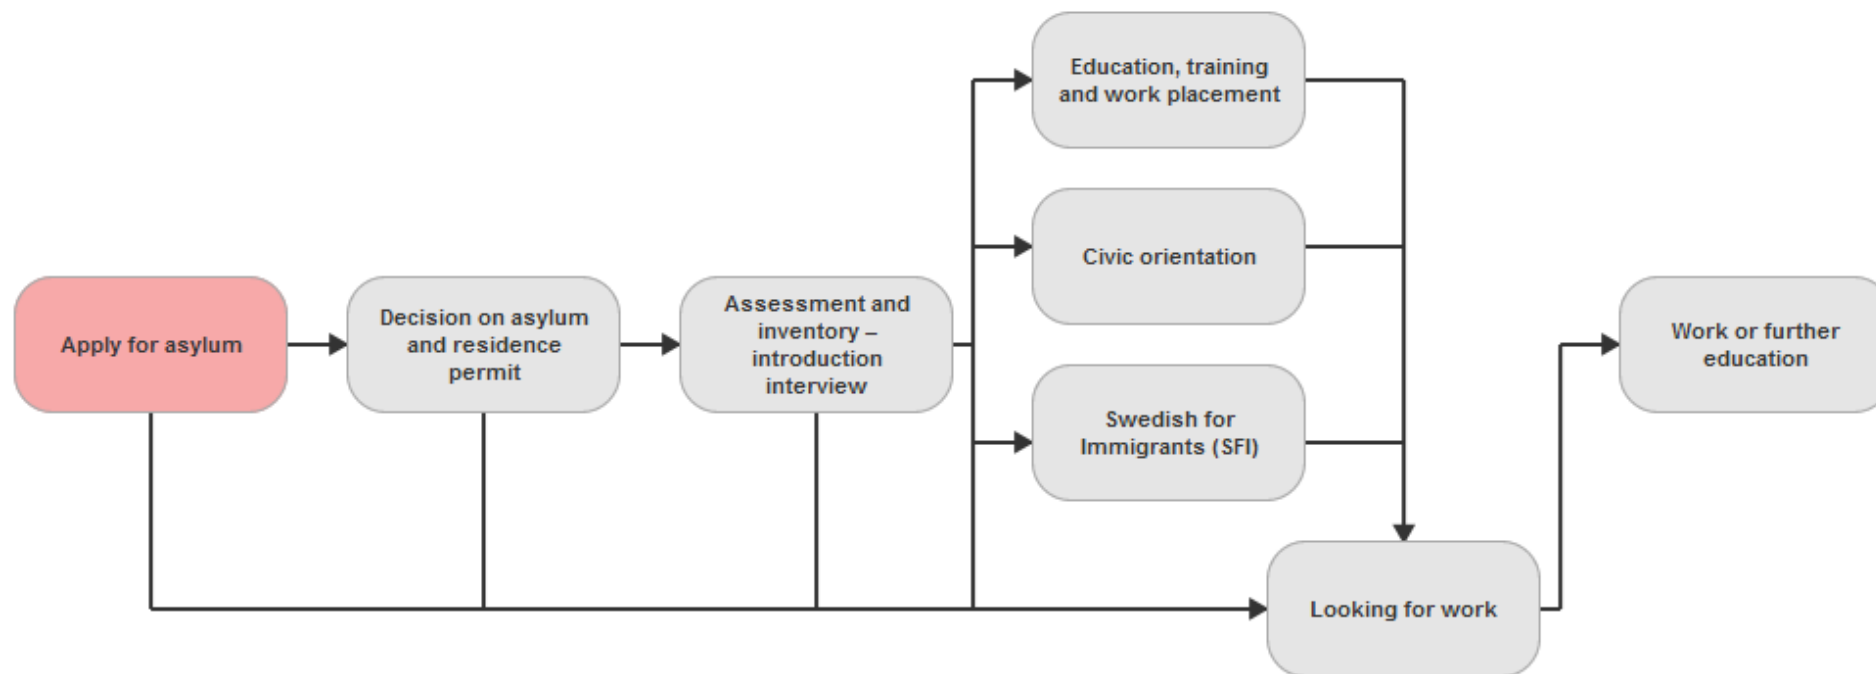 Apply for asylum
Decision on asylum
and residence
permit
Assessment and
inventory –
introduction
interview
Education, training
and work placement
Civic orientation
Swedish for
Immigrants (SFI)
Looking for work
Work or further
education